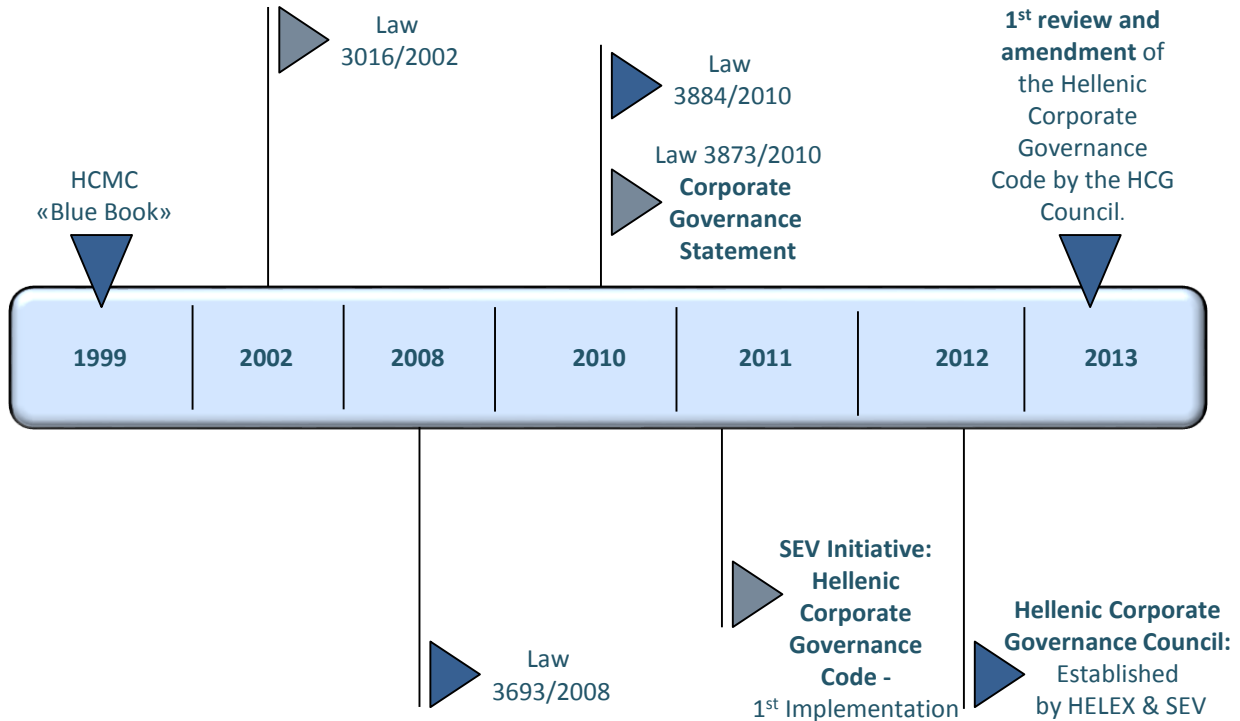 Law
3016/2002
Law
3884/2010
Law 3873/2010
Corporate
Governance
Statement
1st review and
amendment of
the Hellenic
Corporate
Governance
Code by the HCG
Council.
HCMC
«Blue Book»
1999
2002
2008
2010
2011
2012
2013
Law
3693/2008
SEV Initiative:
Hellenic
Corporate
Governance
Code -
1st Implementation
Hellenic Corporate
Governance Council:
Established
by HELEX & SEV